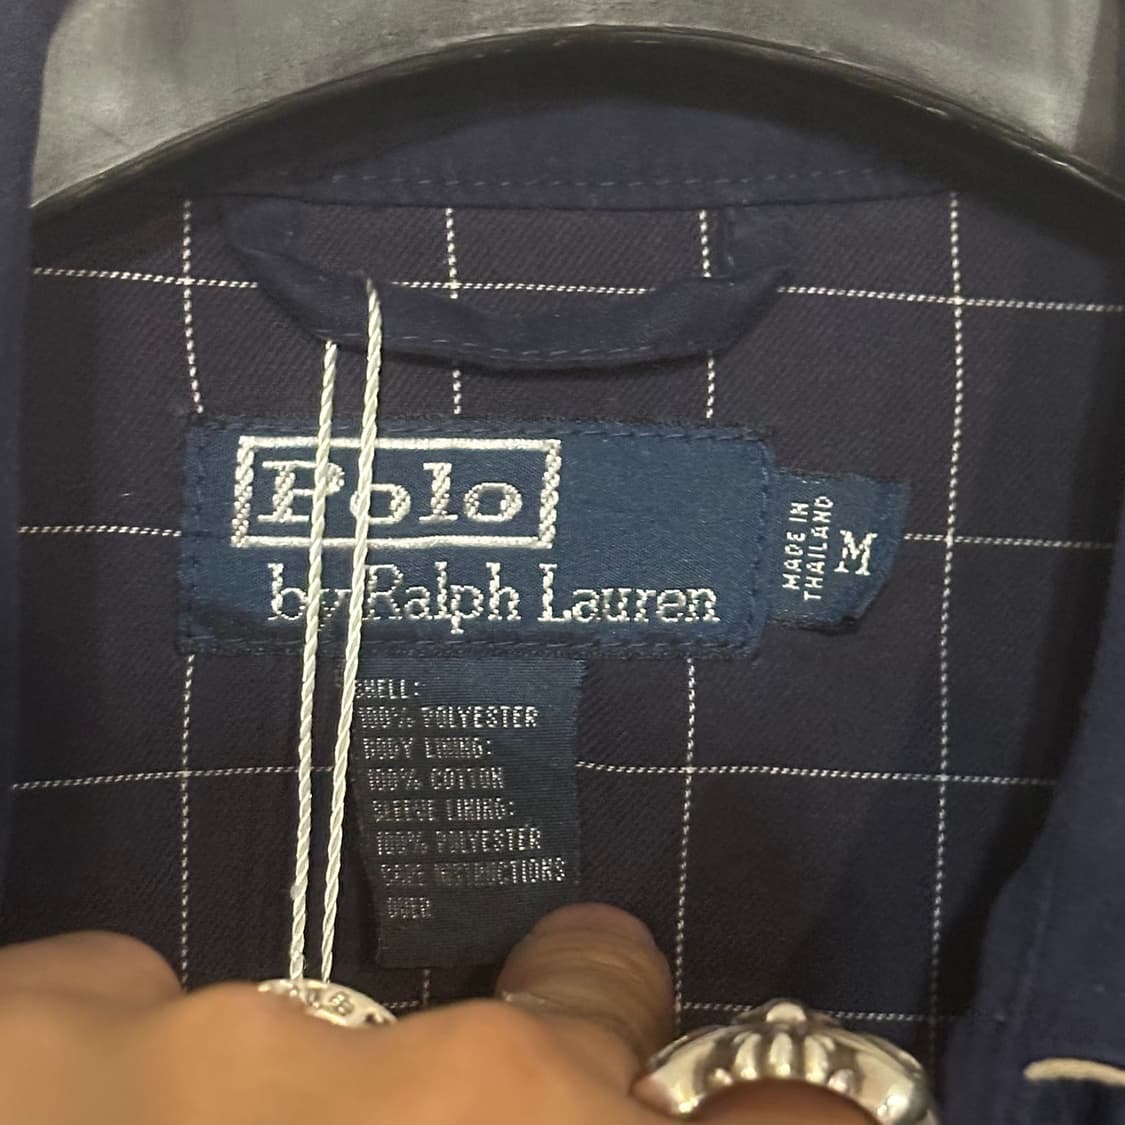 Polo
by Ralph Lauren
MADE IN
THAILAND
M
SHELL:
100% POLYESTER
BODY LINING:
100% COTTON
SLEEVE LINING:
100% POLYESTER
CARE INSTRUCTIONS
OVER